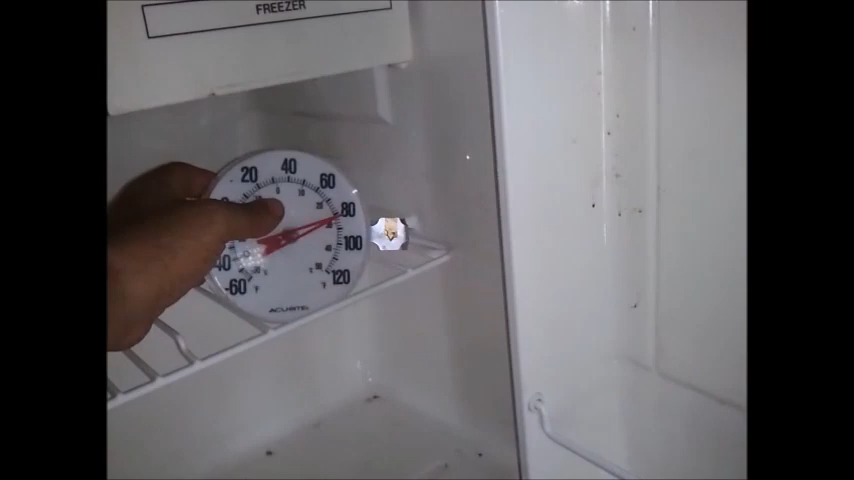 FREEZER
20 40 60
80
100
120
-60
°F °C °C °F
ACURITE